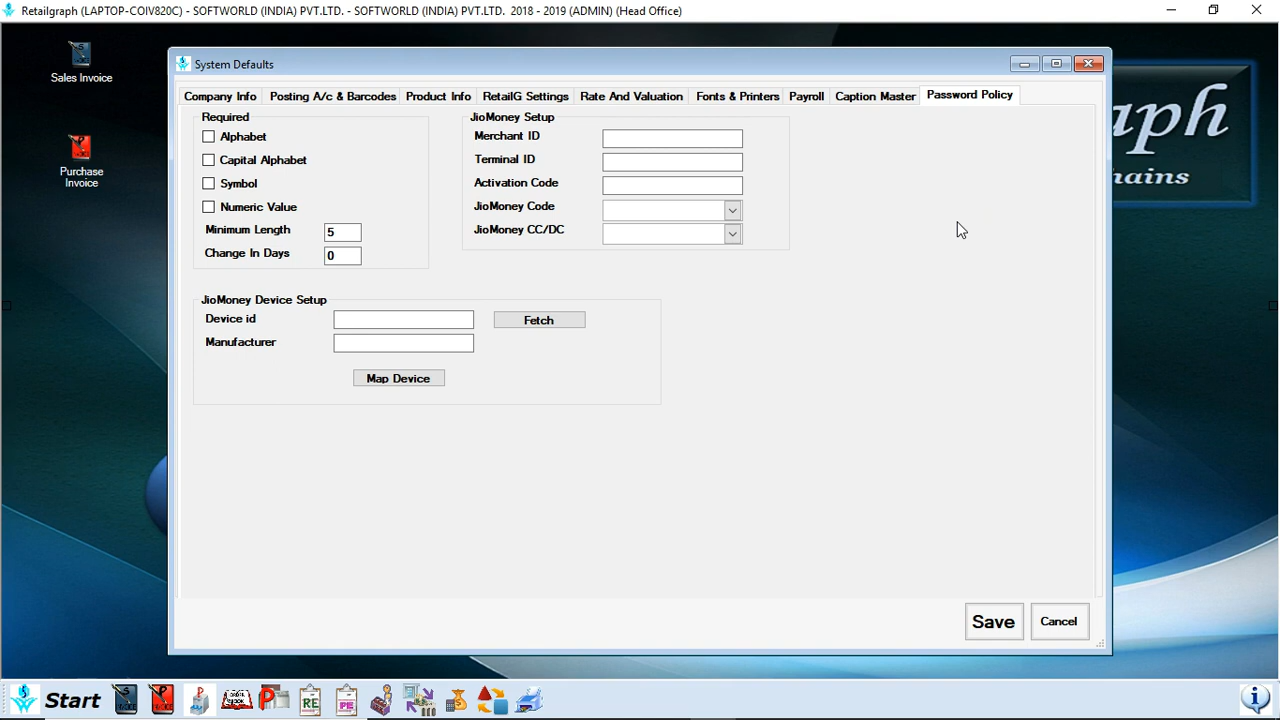 Retailgraph (LAPTOP-COIV820C) - SOFTWORLD (INDIA) PVT.LTD. - SOFTWORLD (INDIA) PVT.LTD.  2018 - 2019 (ADMIN) (Head Office)
Sales Invoice
Purchase
Invoice
aph
hains
System Defaults
Company Info Posting A/c & Barcodes Product Info RetailG Settings Rate And Valuation Fonts & Printers Payroll Caption Master Password Policy
Required
Alphabet
Capital Alphabet
Symbol
Numeric Value
Minimum Length 5
Change In Days 0
JioMoney Setup
Merchant ID
Terminal ID
Activation Code
JioMoney Code
JioMoney CC/DC
JioMoney Device Setup
Device id Fetch
Manufacturer
Map Device
Save Cancel
Start